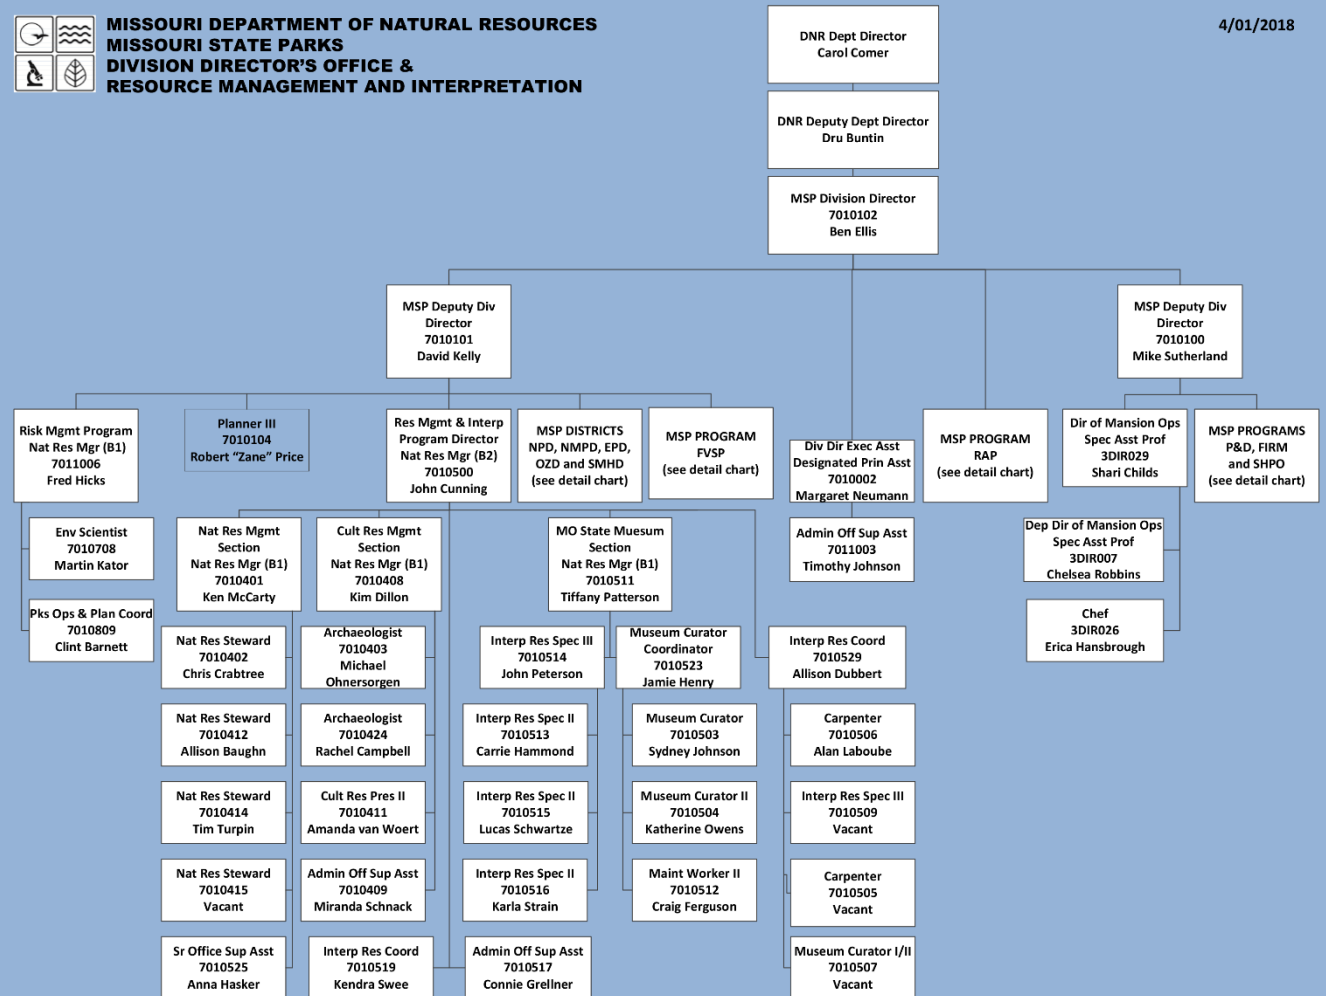 MISSOURI DEPARTMENT OF NATURAL RESOURCES
MISSOURI STATE PARKS
DIVISION DIRECTOR'S OFFICE &
RESOURCE MANAGEMENT AND INTERPRETATION
4/01/2018
DNR Dept Director
Carol Comer
DNR Deputy Dept Director
Dru Buntin
MSP Division Director
7010102
Ben Ellis
MSP Deputy Div
Director
7010101
David Kelly
MSP Deputy Div
Director
7010100
Mike Sutherland
Risk Mgmt Program
Nat Res Mgr (B1)
7011006
Fred Hicks
Planner III
7010104
Robert "Zane" Price
Res Mgmt & Interp
Program Director
Nat Res Mgr (B2)
7010500
John Cunning
MSP DISTRICTS
NPD, NMPD, EPD,
OZD and SMHD
(see detail chart)
MSP PROGRAM
FVSP
(see detail chart)
Div Dir Exec Asst
Designated Prin Asst
7010002
Margaret Neumann
MSP PROGRAM
RAP
(see detail chart)
Dir of Mansion Ops
Spec Asst Prof
3DIR029
Shari Childs
MSP PROGRAMS
P&D, FIRM
and SHPO
(see detail chart)
Env Scientist
7010708
Martin Kator
Pks Ops & Plan Coord
7010809
Clint Barnett
Nat Res Mgmt
Section
Nat Res Mgr (B1)
7010401
Ken McCarty
Cult Res Mgmt
Section
Nat Res Mgr (B1)
7010408
Kim Dillon
MO State Muesum
Section
Nat Res Mgr (B1)
7010511
Tiffany Patterson
Admin Off Sup Asst
7011003
Timothy Johnson
Dep Dir of Mansion Ops
Spec Asst Prof
3DIR007
Chelsea Robbins
Chef
3DIR026
Erica Hansbrough
Nat Res Steward
7010402
Chris Crabtree
Archaeologist
7010403
Michael
Ohnersorgen
Interp Res Spec III
7010514
John Peterson
Museum Curator
Coordinator
7010523
Jamie Henry
Interp Res Coord
7010529
Allison Dubbert
Nat Res Steward
7010412
Allison Baughn
Archaeologist
7010424
Rachel Campbell
Interp Res Spec II
7010513
Carrie Hammond
Museum Curator
7010503
Sydney Johnson
Carpenter
7010506
Alan Laboube
Nat Res Steward
7010414
Tim Turpin
Cult Res Pres II
7010411
Amanda van Woert
Interp Res Spec II
7010515
Lucas Schwartze
Museum Curator II
7010504
Katherine Owens
Interp Res Spec III
7010509
Vacant
Nat Res Steward
7010415
Vacant
Admin Off Sup Asst
7010409
Miranda Schnack
Interp Res Spec II
7010516
Karla Strain
Maint Worker II
7010512
Craig Ferguson
Carpenter
7010505
Vacant
Sr Office Sup Asst
7010525
Anna Hasker
Interp Res Coord
7010519
Kendra Swee
Admin Off Sup Asst
7010517
Connie Grellner
Museum Curator I/II
7010507
Vacant